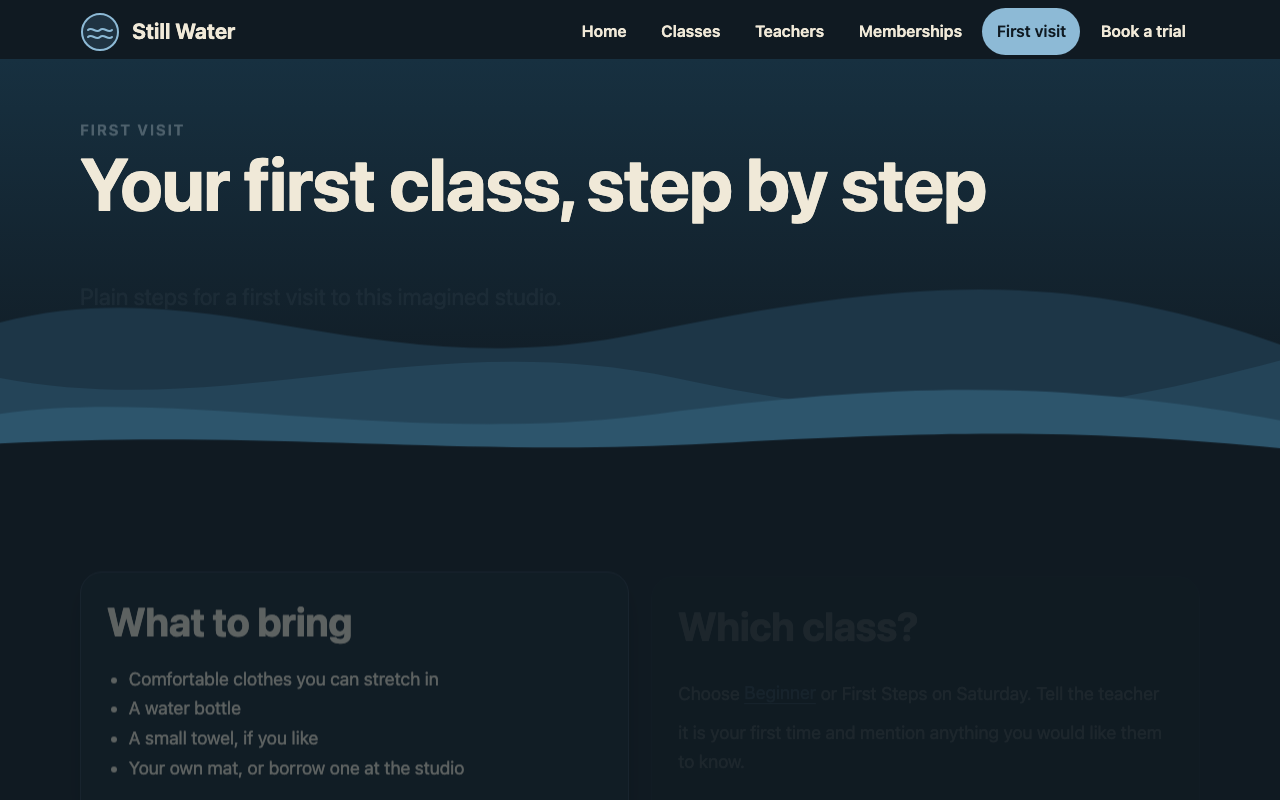 Still Water
Home Classes Teachers Memberships First visit Book a trial
FIRST VISIT
Your first class, step by step
Plain steps for a first visit to this imagined studio.
What to bring
Comfortable clothes you can stretch in
A water bottle
A small towel, if you like
Your own mat, or borrow one at the studio
Which class?
Choose Beginner or First Steps on Saturday. Tell the teacher
it is your first time and mention anything you would like them
to know.